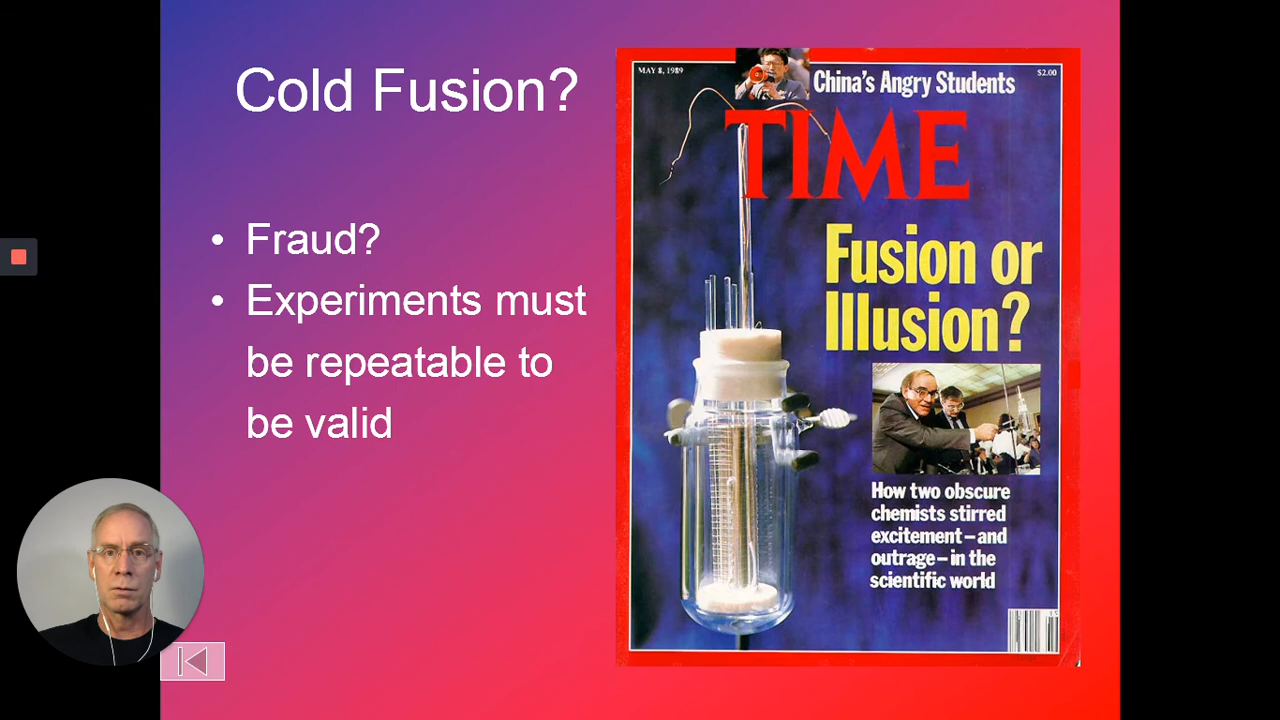 Cold Fusion?
• Fraud?
• Experiments must
be repeatable to
be valid
MAY 8, 1989
China's Angry Students
$2.00
TIME
Fusion or
Illusion?
How two obscure
chemists stirred
excitement–and
outrage–in the
scientific world